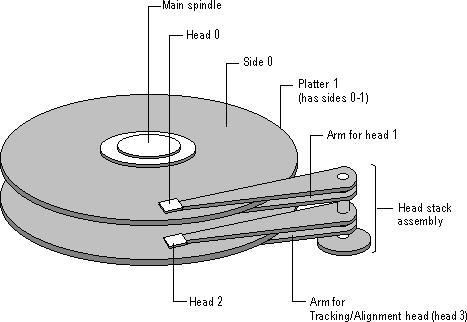 Main spindle
Head 0
Side 0
Platter 1
(has sides 0-1)
Arm for head 1
Head stack
assembly
Head 2
Arm for
Tracking/Alignment head (head 3)